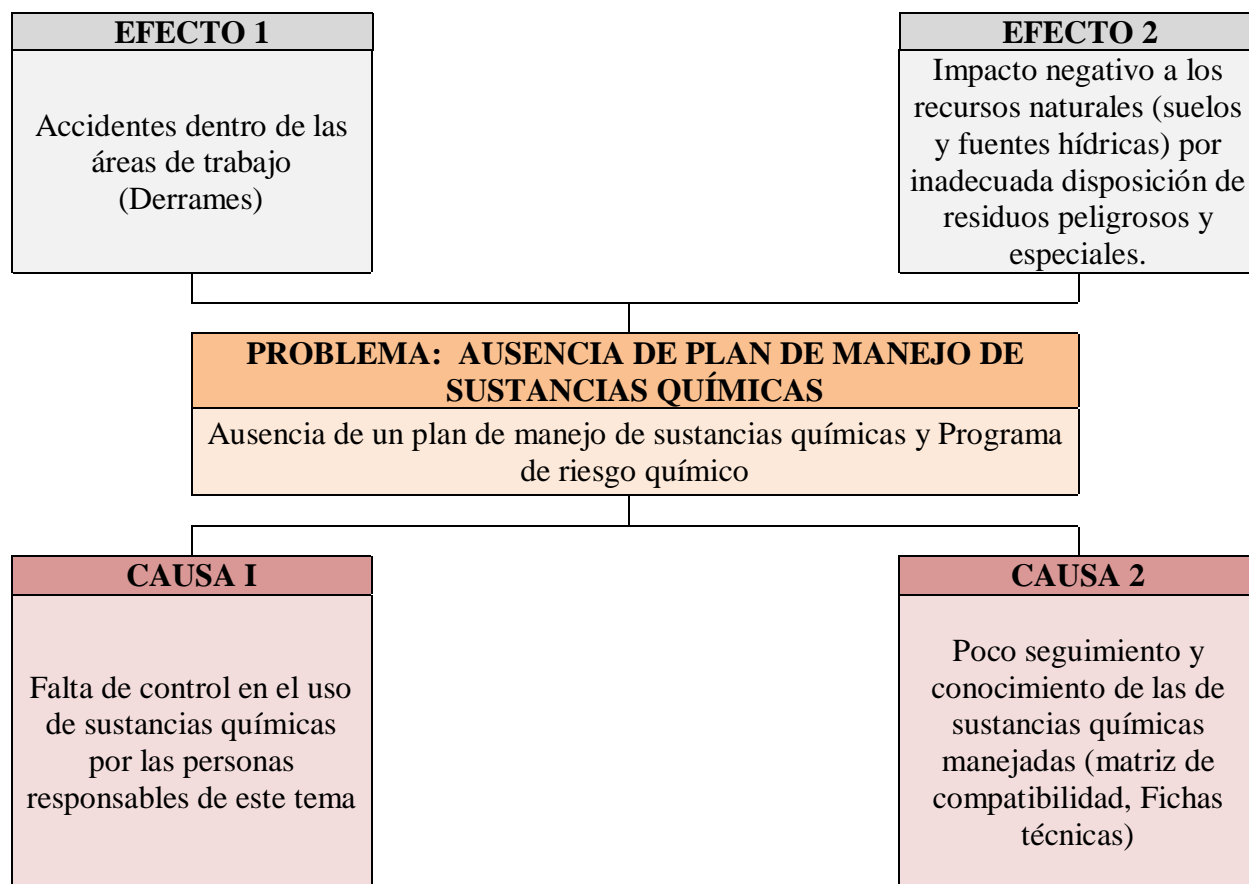 EFECTO 1
Accidentes dentro de las
áreas de trabajo
(Derrames)
EFECTO 2
Impacto negativo a los
recursos naturales (suelos
y fuentes hídricas) por
inadecuada disposición de
residuos peligrosos y
especiales.
PROBLEMA: AUSENCIA DE PLAN DE MANEJO DE
SUSTANCIAS QUÍMICAS
Ausencia de un plan de manejo de sustancias químicas y Programa
de riesgo químico
CAUSA I
Falta de control en el uso
de sustancias químicas
por las personas
responsables de este tema
CAUSA 2
Poco seguimiento y
conocimiento de las de
sustancias químicas
manejadas (matriz de
compatibilidad, Fichas
técnicas)